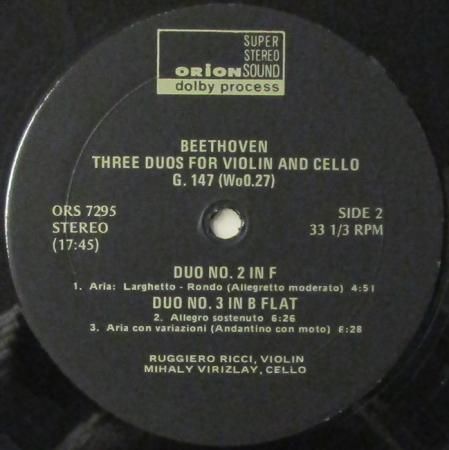 SUPER
STEREO
ORION SOUND
dolby process
BEETHOVEN
THREE DUOS FOR VIOLIN AND CELLO
G. 147 (WoO.27)
ORS 7295
STEREO
(17:45)
SIDE 2
33 1/3 RPM
DUO NO. 2 IN F
1. Aria: Larghetto - Rondo (Allegretto moderato) 4:51
DUO NO. 3 IN B FLAT
2. Allegro sostenuto 6:26
3. Aria con variazioni (Andantino con moto) 6:28
RUGGIERO RICCI, VIOLIN
MIHALY VIRIZLAY, CELLO